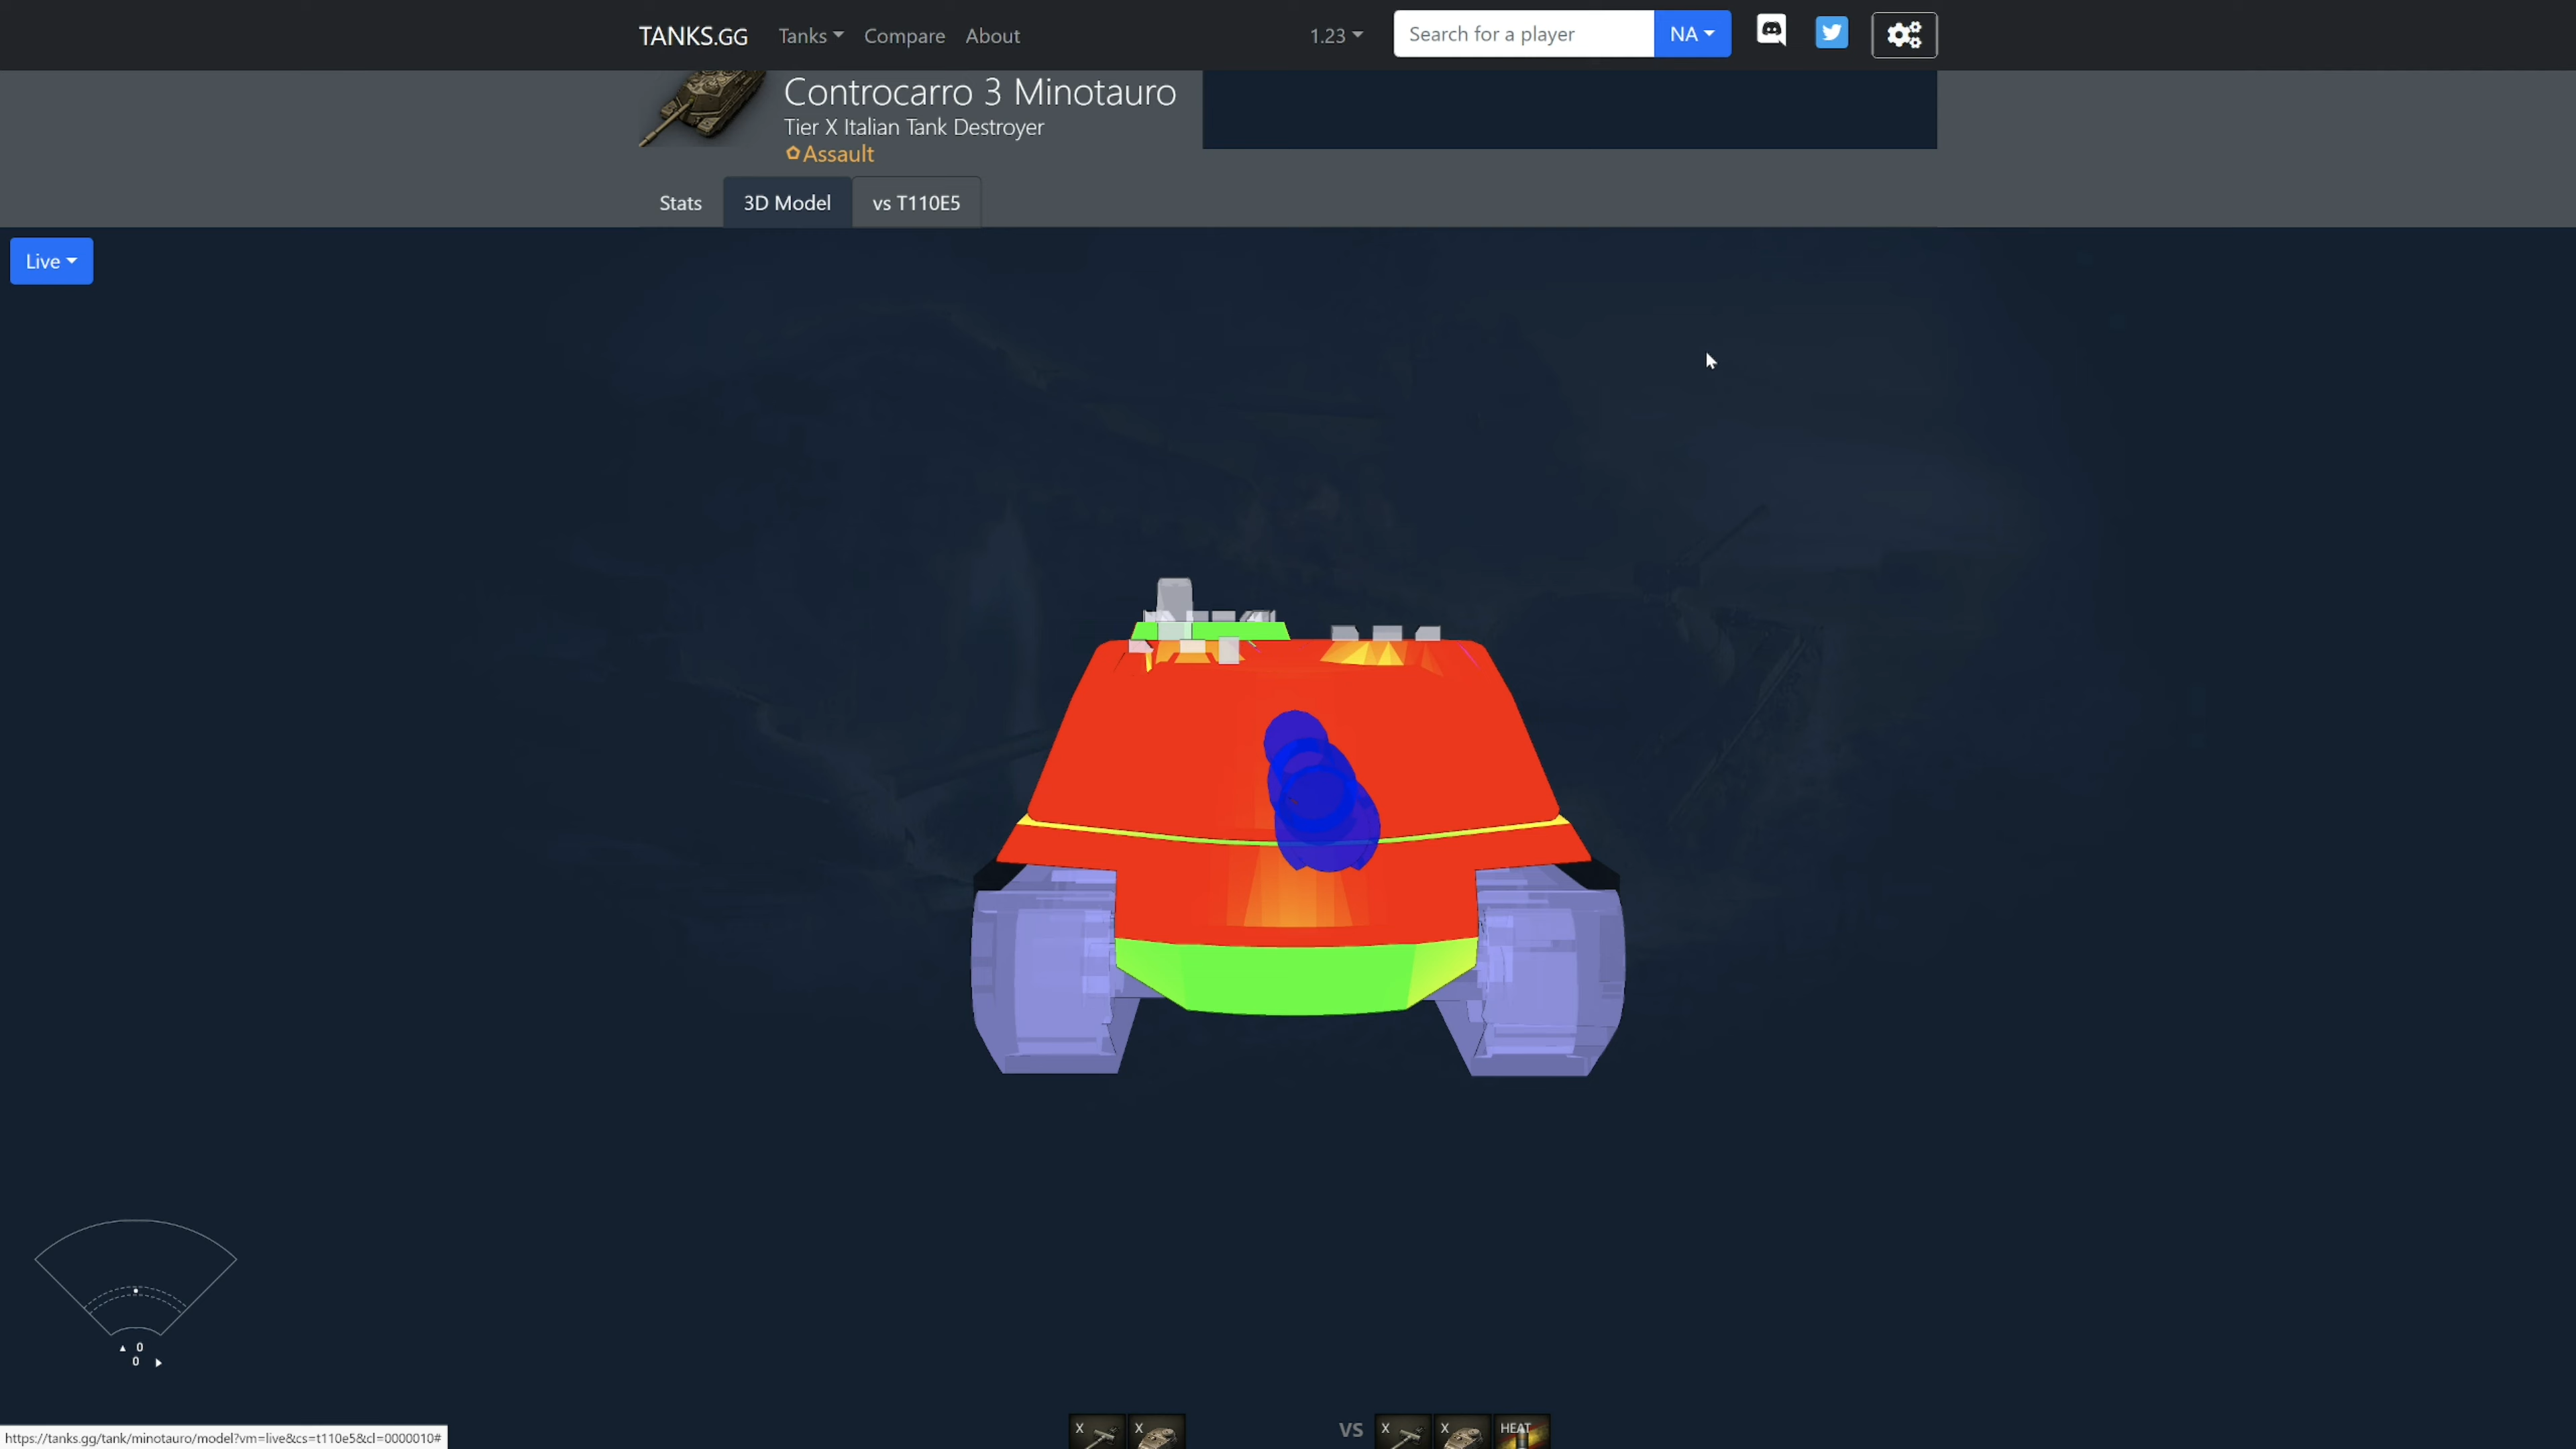 TANKS.GG Tanks Compare About 1.23 Search for a player NA
Controcarro 3 Minotauro
Tier X Italian Tank Destroyer
Assault
Stats 3D Model vs T110E5
Live
0
0
X X VS X X HEAT
https://tanks.gg/tank/minotauro/model?vm=live&cs=t110e5&cl=0000010#